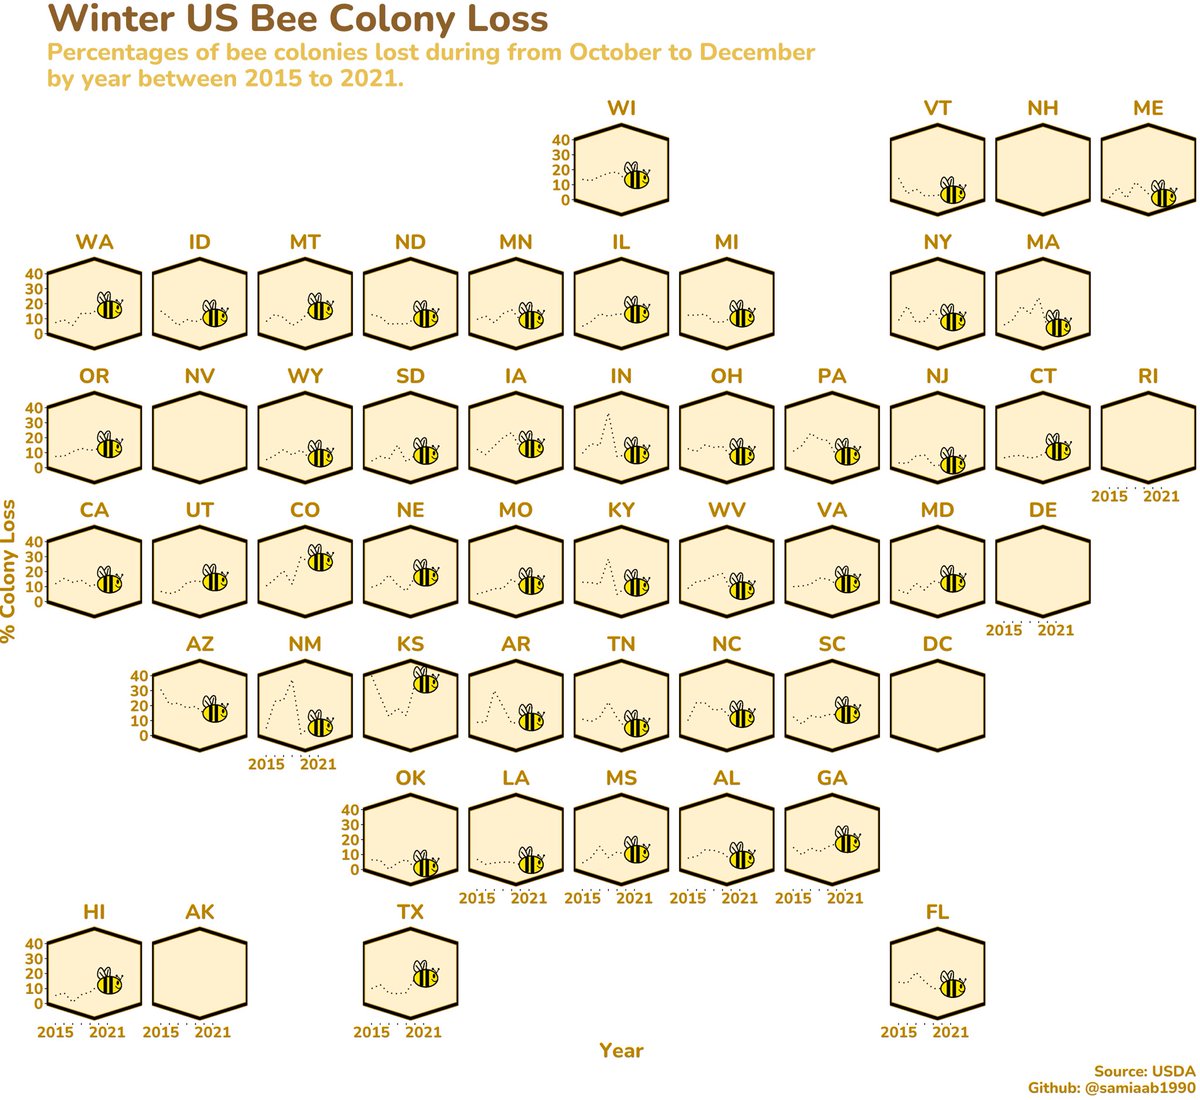 Winter US Bee Colony Loss
Percentages of bee colonies lost during from October to December
by year between 2015 to 2021.
WI
VT
NH
ME
40
30
20
10
0
WA
ID
MT
ND
MN
IL
MI
NY
MA
40
30
20
10
0
OR
NV
WY
SD
IA
IN
OH
PA
NJ
CT
RI
40
30
20
10
0
2015 2021
% Colony Loss
CA
UT
CO
NE
MO
KY
WV
VA
MD
DE
40
30
20
10
0
2015 2021
AZ
NM
KS
AR
TN
NC
SC
DC
40
30
20
10
0
2015 2021
OK
LA
MS
AL
GA
40
30
20
10
0
2015 2021
2015 2021
2015 2021
2015 2021
HI
AK
TX
FL
40
30
20
10
0
2015 2021
2015 2021
2015 2021
2015 2021
Year
Source: USDA
Github: @samiaab1990